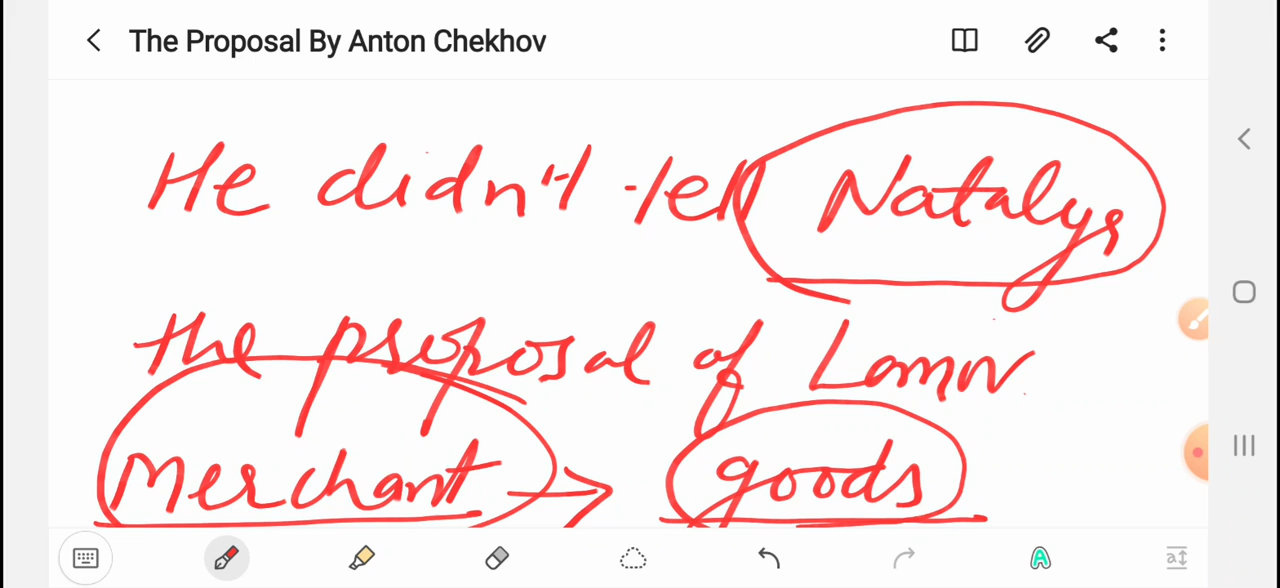 The Proposal By Anton Chekhov
He didn't tell Natalya
the proposal of Lomov
Merchant → goods